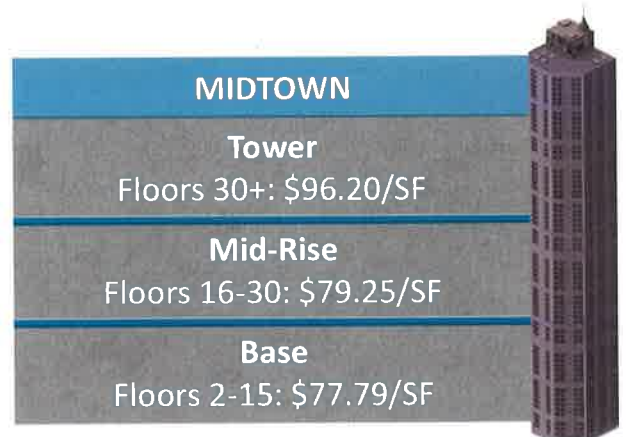 MIDTOWN
Tower
Floors 30+: $96.20/SF
Mid-Rise
Floors 16-30: $79.25/SF
Base
Floors 2-15: $77.79/SF